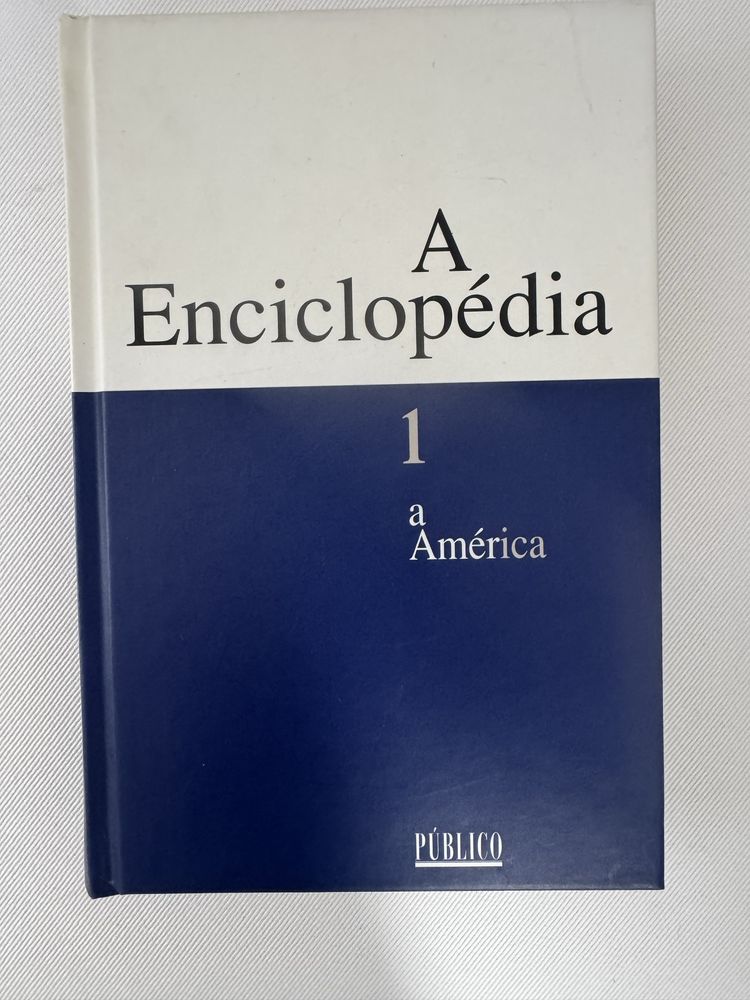 A
Enciclopédia
1
a
América
PÚBLICO